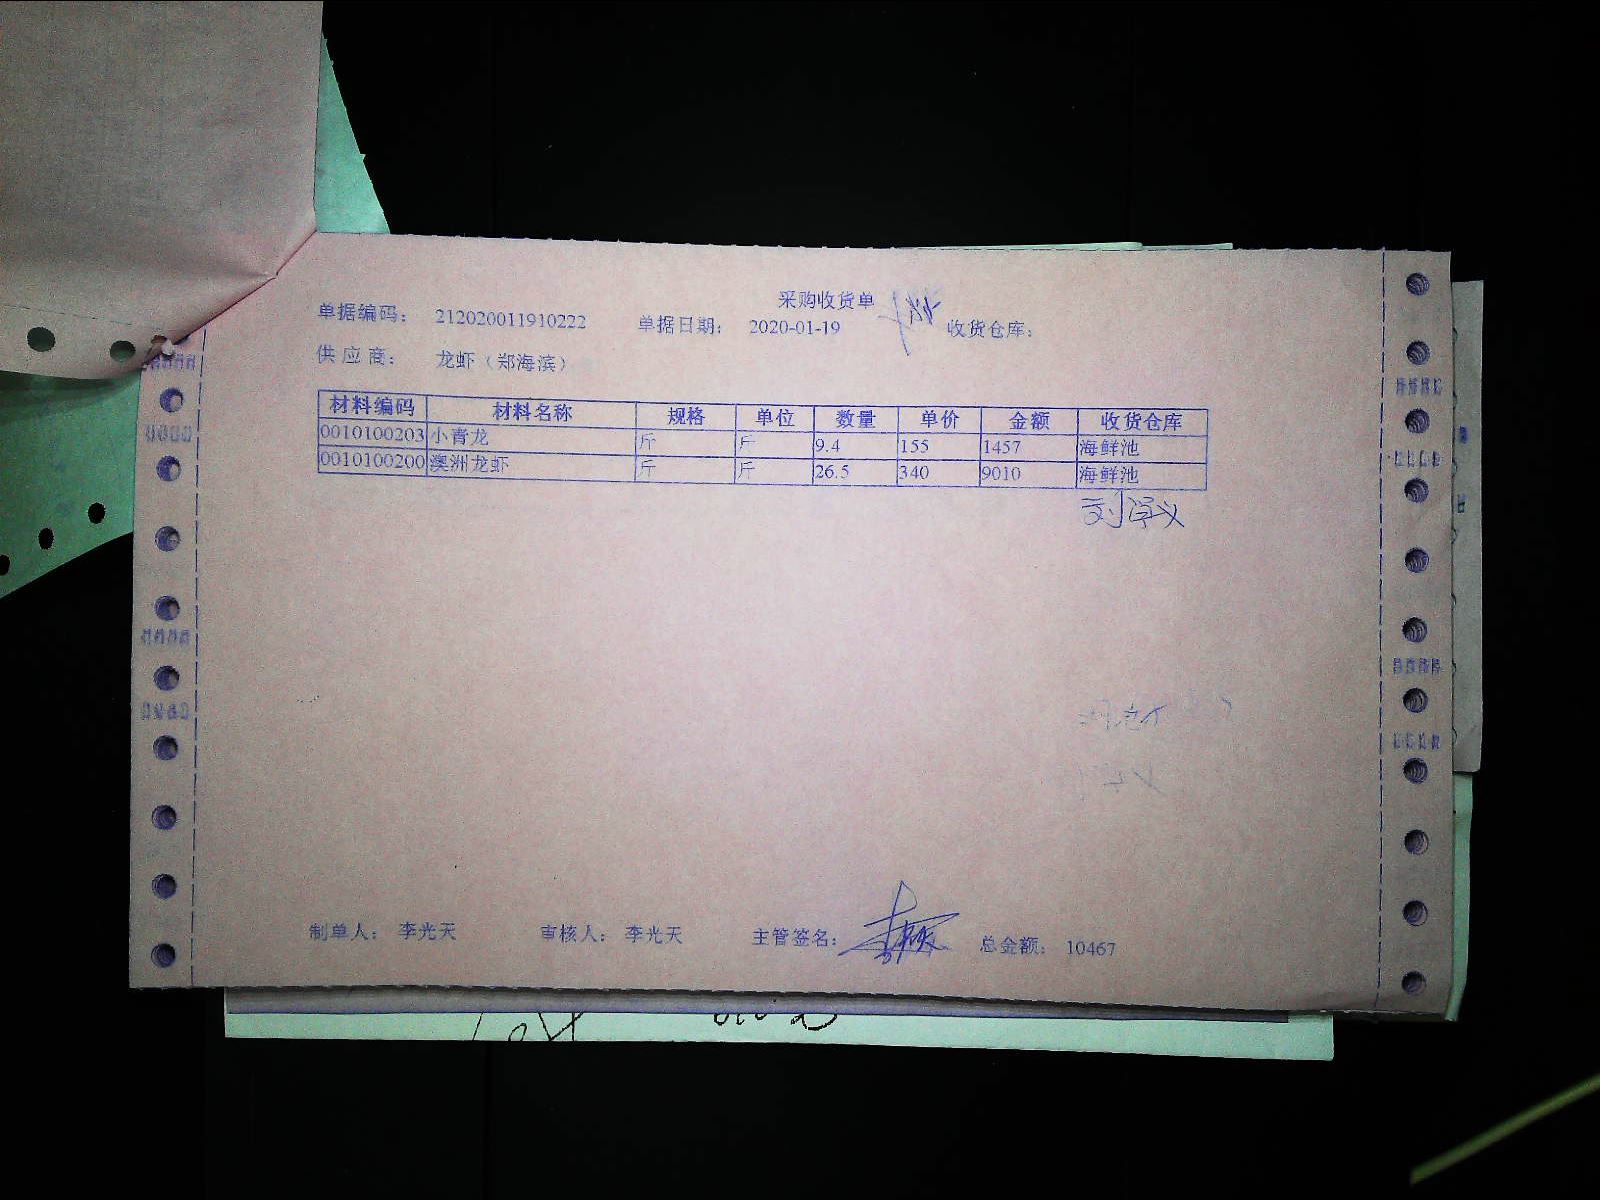 采购收货单
单据编码： 212020011910222 单据日期： 2020-01-19 收货仓库：
供 应 商： 龙虾（郑海滨）
材料编码 材料名称 规格 单位 数量 单价 金额 收货仓库
0010100203 小青龙 斤 斤 9.4 155 1457 海鲜池
0010100200 澳洲龙虾 斤 斤 26.5 340 9010 海鲜池
制单人： 李光天 审核人： 李光天 主管签名： 总金额： 10467